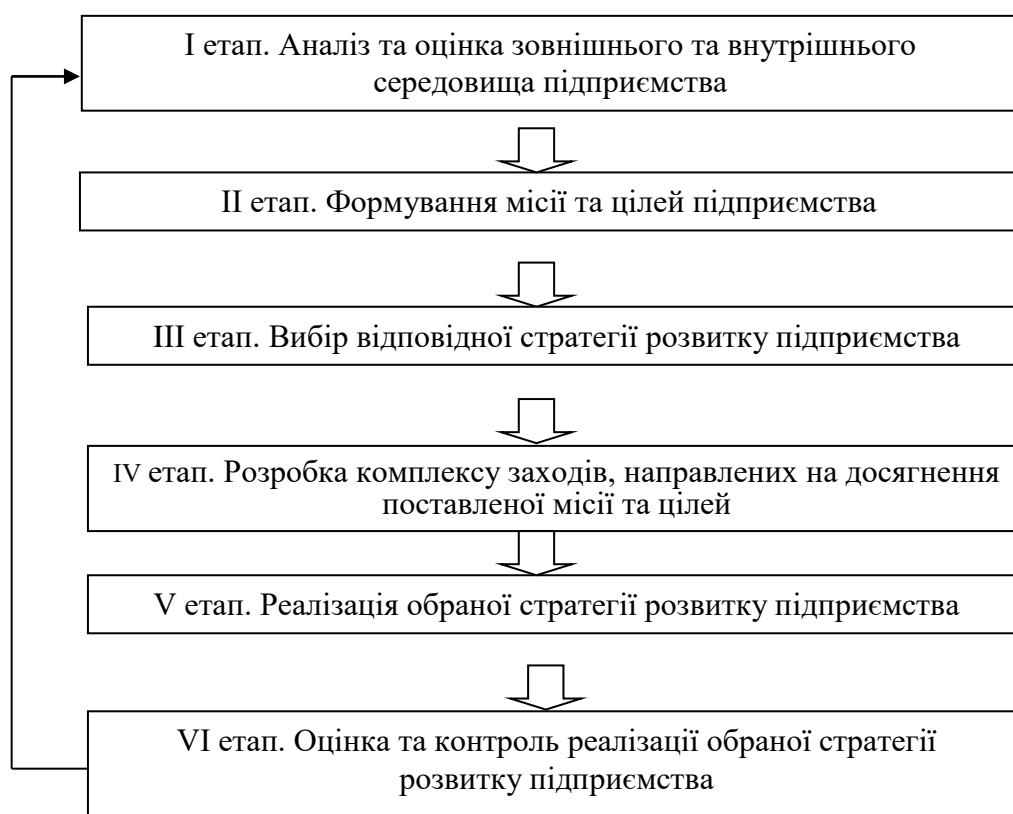 I етап. Аналіз та оцінка зовнішнього та внутрішнього
середовища підприємства
II етап. Формування місії та цілей підприємства
III етап. Вибір відповідної стратегії розвитку підприємства
IV етап. Розробка комплексу заходів, направлених на досягнення
поставленої місії та цілей
V етап. Реалізація обраної стратегії розвитку підприємства
VI етап. Оцінка та контроль реалізації обраної стратегії
розвитку підприємства